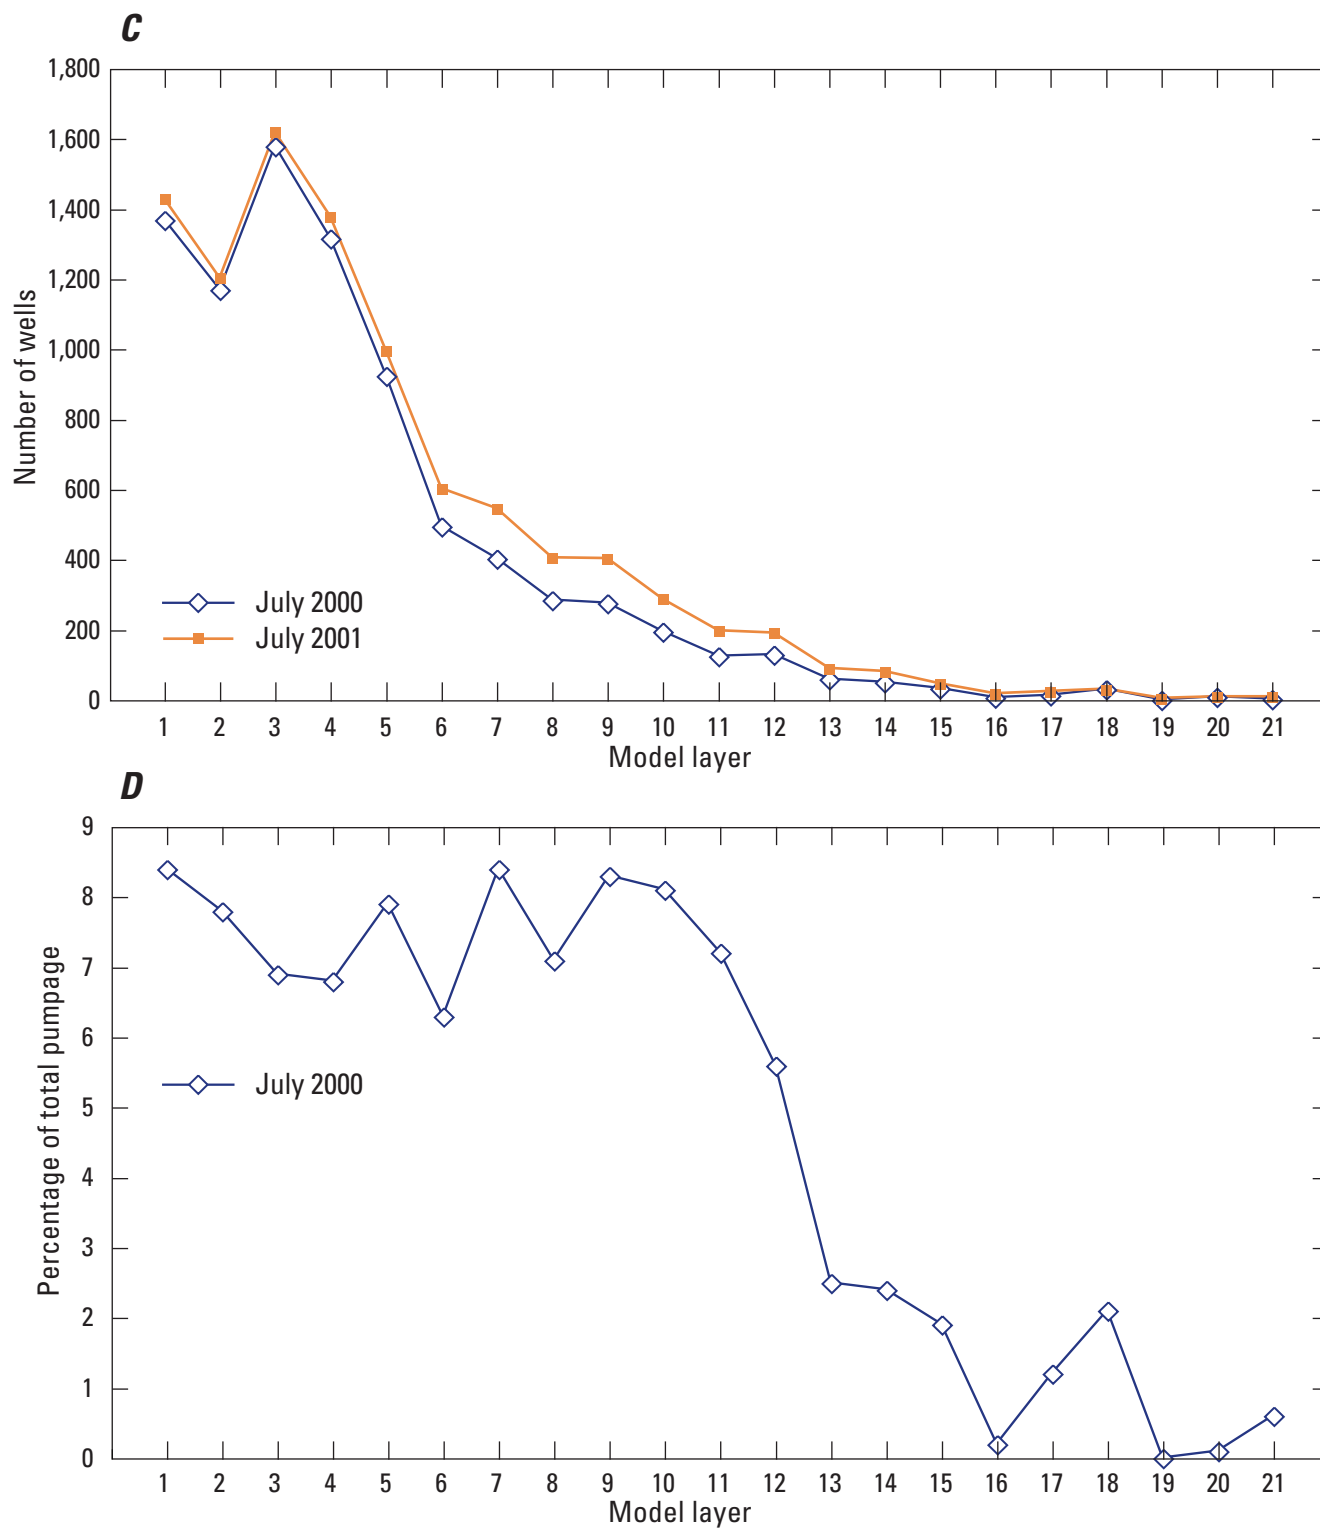 C
1,800
1,600
1,400
1,200
1,000
800
600
400
200
0
Number of wells
July 2000
July 2001
1 2 3 4 5 6 7 8 9 10 11 12 13 14 15 16 17 18 19 20 21
Model layer
D
9
8
7
6
5
4
3
2
1
0
Percentage of total pumpage
July 2000
1 2 3 4 5 6 7 8 9 10 11 12 13 14 15 16 17 18 19 20 21
Model layer